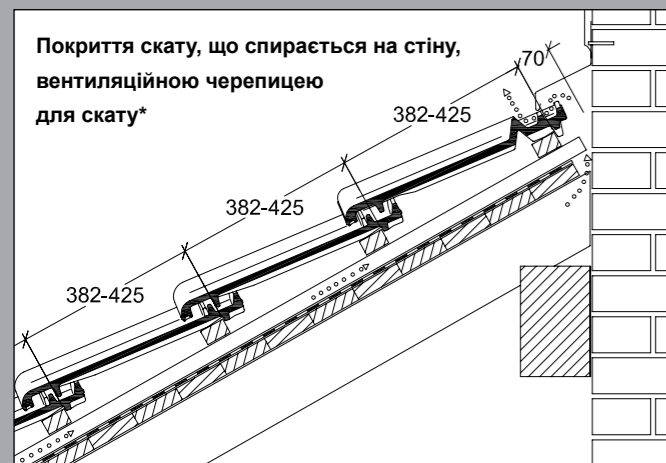 Покриття скату, що спирається на стіну,
вентиляційною черепицею
для скату*
70
382-425
382-425
382-425